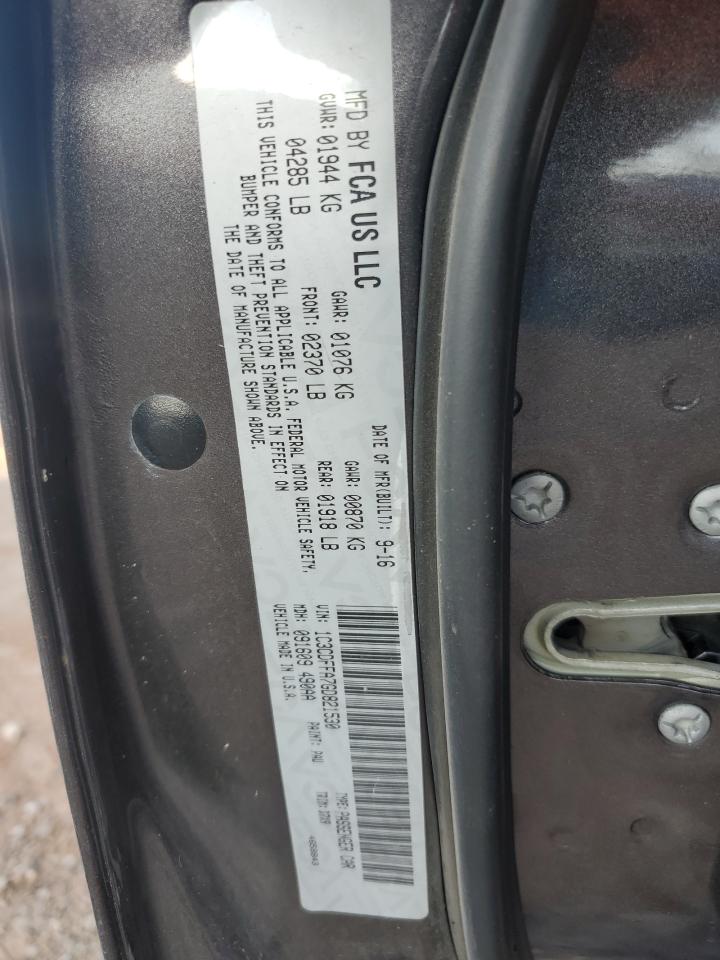 MFD BY FCA US LLC
DATE OF MFR(BUILT): 9-16
GVWR: 01944 KG
GAWR: 01076 KG
GAWR: 00870 KG
04285 LB
FRONT: 02370 LB
REAR: 01918 LB
THIS VEHICLE CONFORMS TO ALL APPLICABLE U.S.A. FEDERAL MOTOR VEHICLE SAFETY,
BUMPER AND THEFT PREVENTION STANDARDS IN EFFECT ON
THE DATE OF MANUFACTURE SHOWN ABOVE.
VIN: 1C3CDFFA7GD821530
TYPE: PASSENGER CAR
MDH: 091609 490AA
PAINT: PAU
TRIM:
VEHICLE MADE IN U.S.A.